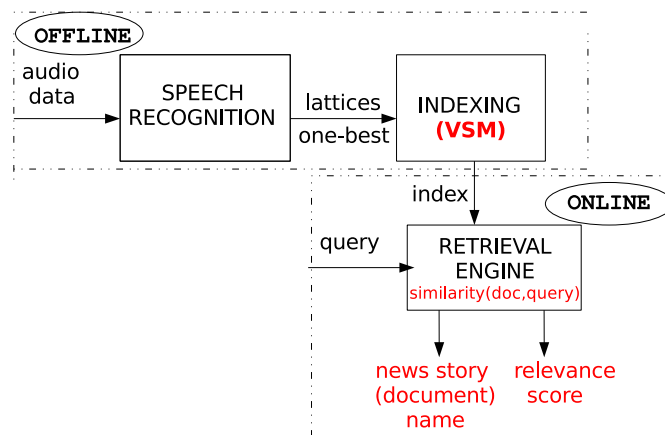 OFFLINE
audio
data
SPEECH
RECOGNITION
lattices
one-best
INDEXING
(VSM)
index
ONLINE
query
RETRIEVAL
ENGINE
similarity(doc,query)
news story
(document)
name
relevance
score